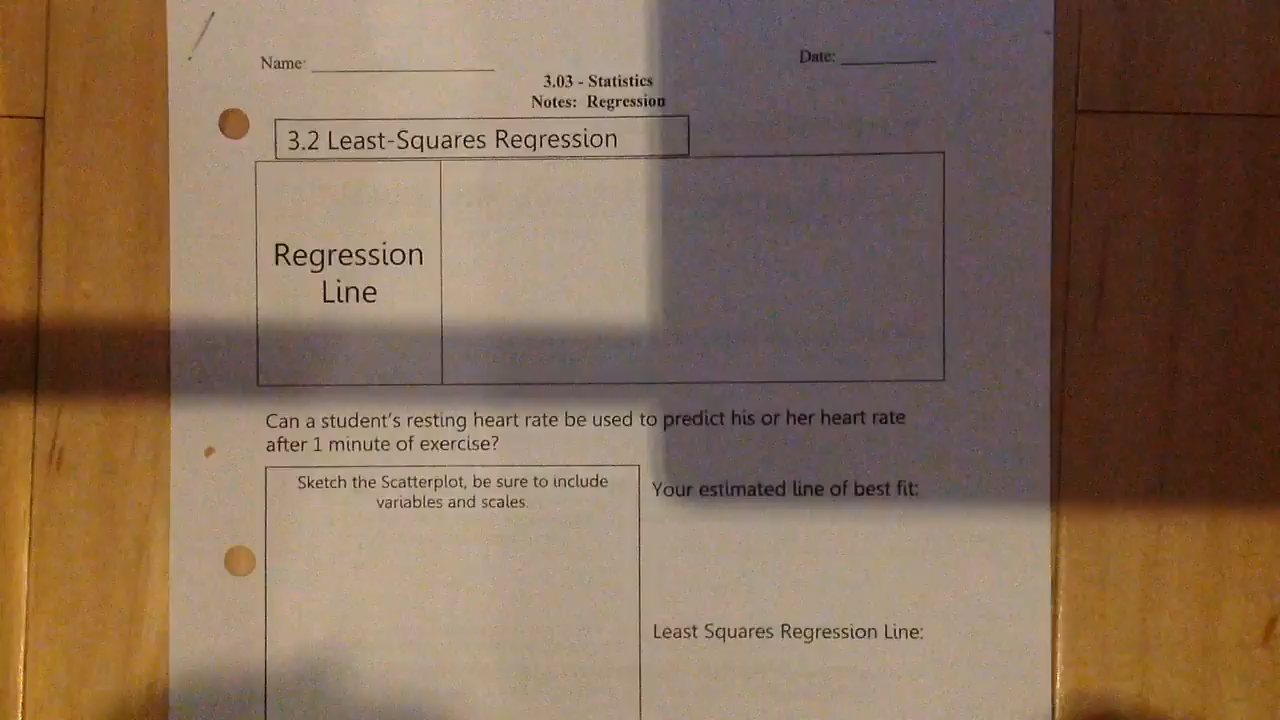 Name: ____________ Date: ____________
3.03 - Statistics
Notes: Regression
3.2 Least-Squares Regression
Regression
Line
Can a student's resting heart rate be used to predict his or her heart rate
after 1 minute of exercise?
Sketch the Scatterplot, be sure to include
variables and scales.
Your estimated line of best fit:
Least Squares Regression Line: